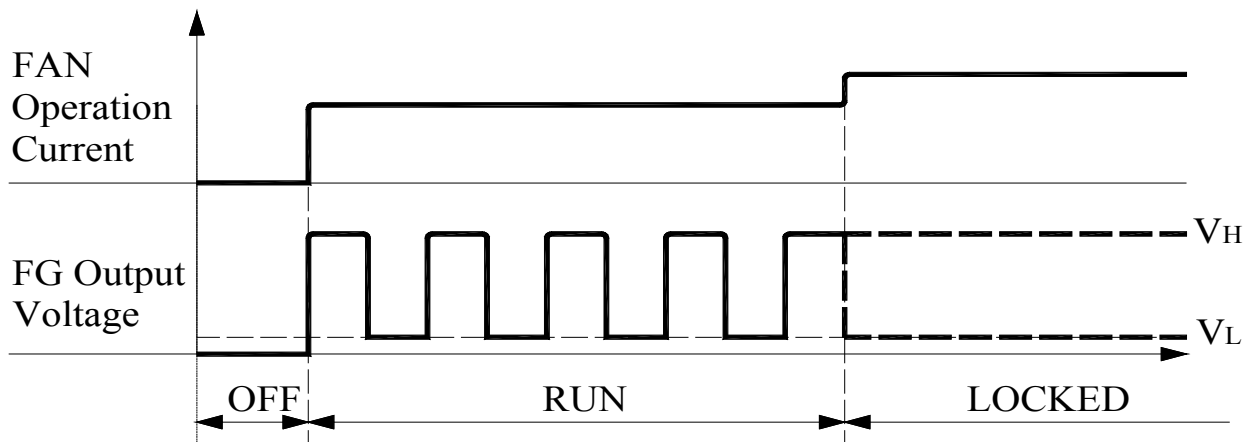 FAN
Operation
Current
FG Output
Voltage
VH
VL
OFF
RUN
LOCKED